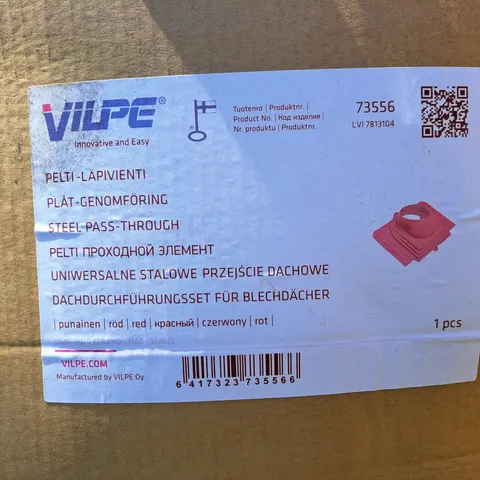 VILPE®
Innovative and Easy
Tuotenro | Produktnr. |
Product No. | Код изделия |
Nr. produktu | Produktnr.
73556
LVI 7813104
PELTI-LÄPIVIENTI
PLÅT-GENOMFÖRING
STEEL PASS-THROUGH
PELTI ПРОХОДНОЙ ЭЛЕМЕНТ
UNIWERSALNE STALOWE PRZEJŚCIE DACHOWE
DACHDURCHFÜHRUNGSSET FÜR BLECHDÄCHER
| punainen | röd | red | красный | czerwony | rot |
1 pcs
VILPE.COM
Manufactured by VILPE Oy
6 417323 735566